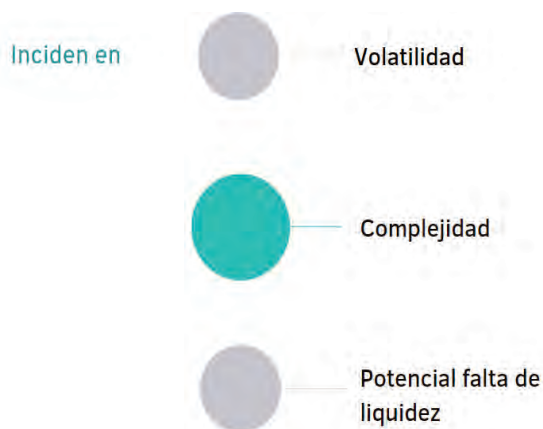 Inciden en
Volatilidad
Complejidad
Potencial falta de
liquidez